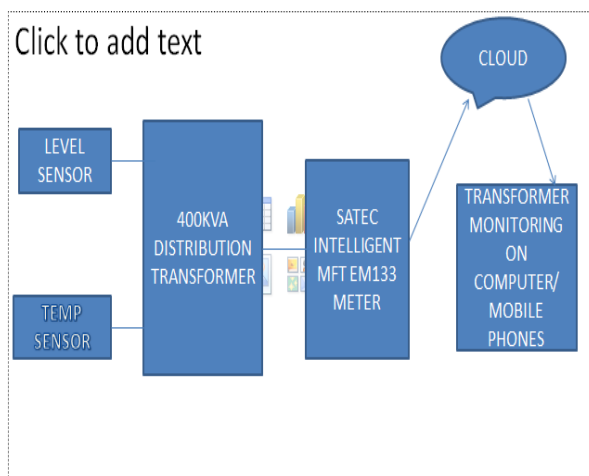 Click to add text
CLOUD
LEVEL
SENSOR
400KVA
DISTRIBUTION
TRANSFORMER
SATEC
INTELLIGENT
MFT EM133
METER
TRANSFORMER
MONITORING
ON
COMPUTER/
MOBILE
PHONES
TEMP
SENSOR